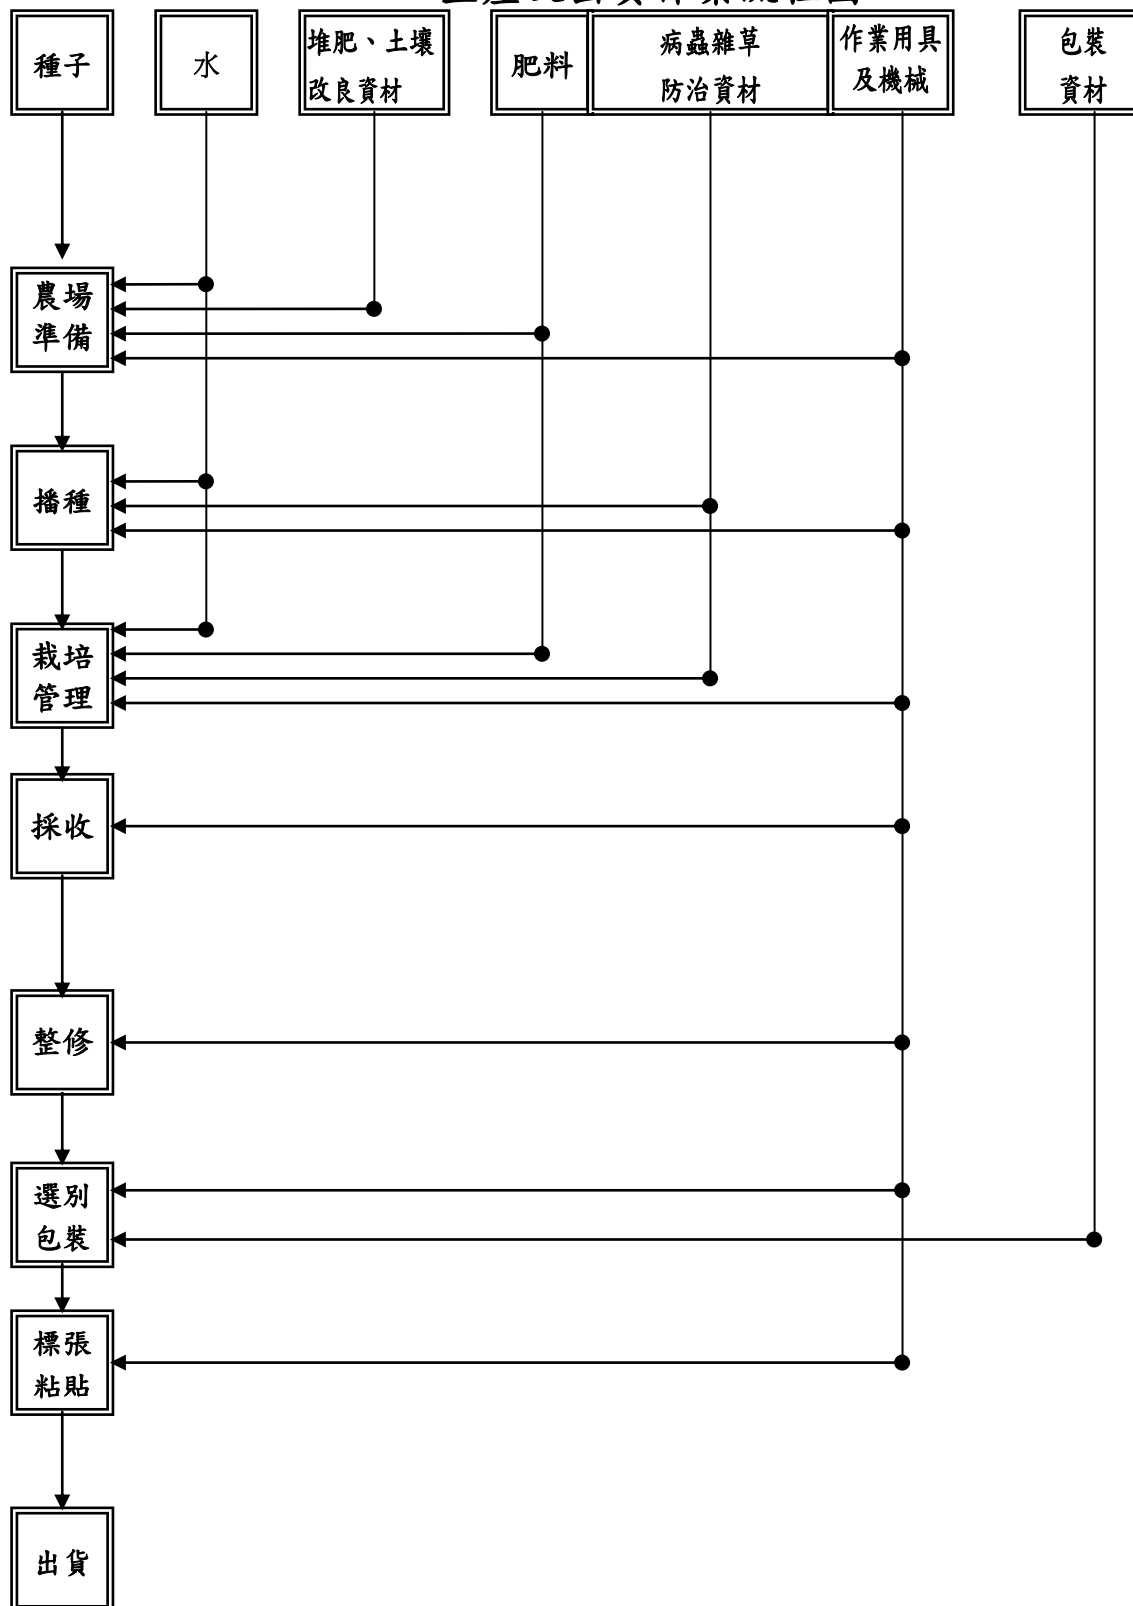 種子
水
堆肥、土壤
改良資材
肥料
病蟲雜草
防治資材
作業用具
及機械
包裝
資材
農場
準備
播種
栽培
管理
採收
整修
選別
包裝
標張
粘貼
出貨